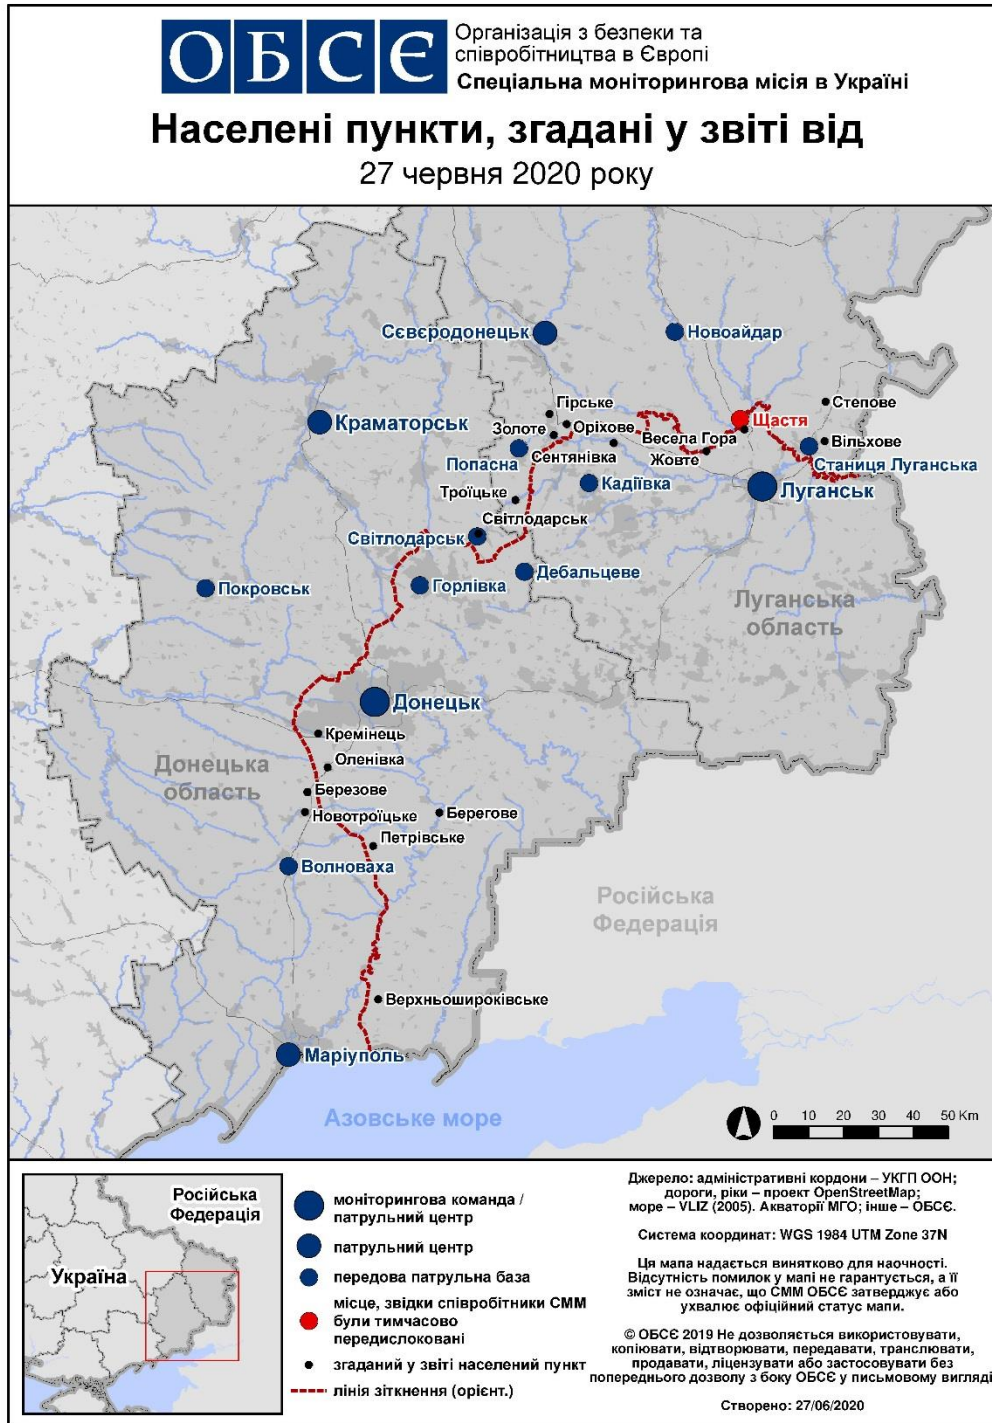 ОБСЄ
Організація з безпеки та
співробітництва в Європі
Спеціальна моніторингова місія в Україні
Населені пункти, згадані у звіті від
27 червня 2020 року
Сєвєродонецьк
Новоайдар
Краматорськ
Гірське
Золоте
Оріхове
Щастя
Степове
Весела Гора
Вільхове
Попасна
Сентянівка
Жовте
Станиця Луганська
Кадіївка
Луганськ
Троїцьке
Світлодарськ
Світлодарськ
Дебальцеве
Горлівка
Покровськ
Луганська
область
Донецьк
Кремінець
Донецька
область
Оленівка
Березове
Новотроїцьке
Берегове
Петрівське
Волноваха
Російська
Федерація
Верхньошироківське
Маріуполь
Азовське море
0 10 20 30 40 50 Km
Російська
Федерація
Україна
моніторингова команда /
патрульний центр
патрульний центр
передова патрульна база
місце, звідки співробітники СММ
були тимчасово
передислоковані
згаданий у звіті населений пункт
лінія зіткнення (орієнт.)
Джерело: адміністративні кордони – УКГП ООН;
дороги, ріки – проект OpenStreetMap;
море – VLIZ (2005). Акваторії МГО; інше – ОБСЄ.
Система координат: WGS 1984 UTM Zone 37N
Ця мапа надається винятково для наочності.
Відсутність помилок у мапі не гарантується, а її
зміст не означає, що СММ ОБСЄ затверджує або
ухвалює офіційний статус мапи.
© ОБСЄ 2019 Не дозволяється використовувати,
копіювати, відтворювати, передавати, транслювати,
продавати, ліцензувати або застосовувати без
попереднього дозволу з боку ОБСЄ у письмовому вигляді
Створено: 27/06/2020